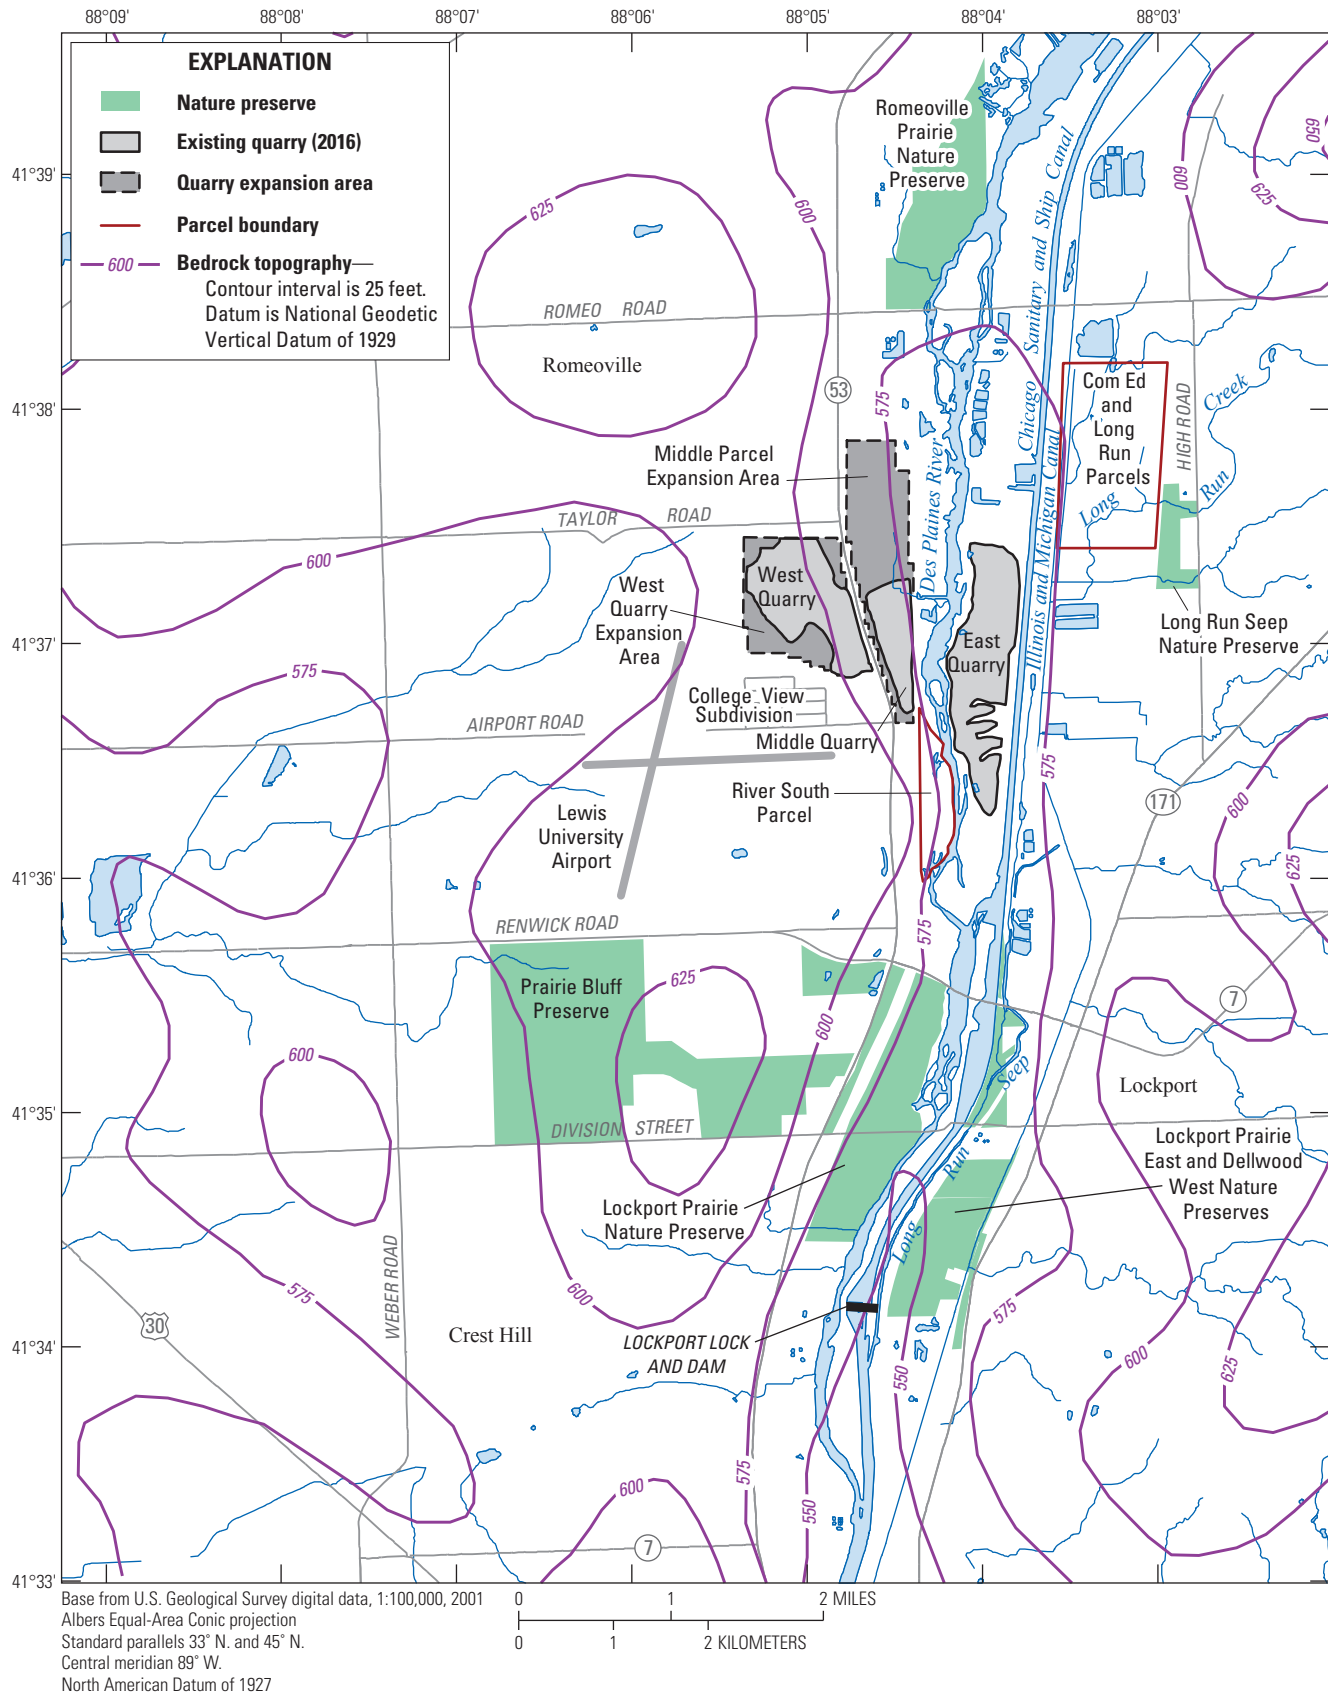 88°09'
88°08'
88°07'
88°06'
88°05'
88°04'
88°03'
EXPLANATION
Nature preserve
Existing quarry (2016)
Quarry expansion area
Parcel boundary
600
Bedrock topography—
Contour interval is 25 feet.
Datum is National Geodetic
Vertical Datum of 1929
41°39'
41°38'
41°37'
41°36'
41°35'
41°34'
41°33'
Romeoville
Prairie
Nature
Preserve
Chicago Sanitary and Ship Canal
650
600
625
625
600
ROMEO ROAD
Romeoville
53
575
Com Ed
and
Long
Run
Parcels
HIGH ROAD
Long Run Creek
Middle Parcel
Expansion Area
Des Plaines River
Illinois and Michigan Canal
TAYLOR ROAD
600
West
Quarry
West
Quarry
Expansion
Area
East
Quarry
Long Run Seep
Nature Preserve
575
College View
Subdivision
AIRPORT ROAD
Middle Quarry
575
River South
Parcel
171
600
Lewis
University
Airport
625
RENWICK ROAD
575
625
Prairie Bluff
Preserve
7
600
600
Lockport
DIVISION STREET
Long Run Seep
Lockport Prairie
East and Dellwood
West Nature
Preserves
Lockport Prairie
Nature Preserve
WEBER ROAD
575
600
575
30
Crest Hill
LOCKPORT LOCK
AND DAM
600
625
550
575
600
550
7
Base from U.S. Geological Survey digital data, 1:100,000, 2001
Albers Equal-Area Conic projection
Standard parallels 33° N. and 45° N.
Central meridian 89° W.
North American Datum of 1927
0 1 2 MILES
0 1 2 KILOMETERS